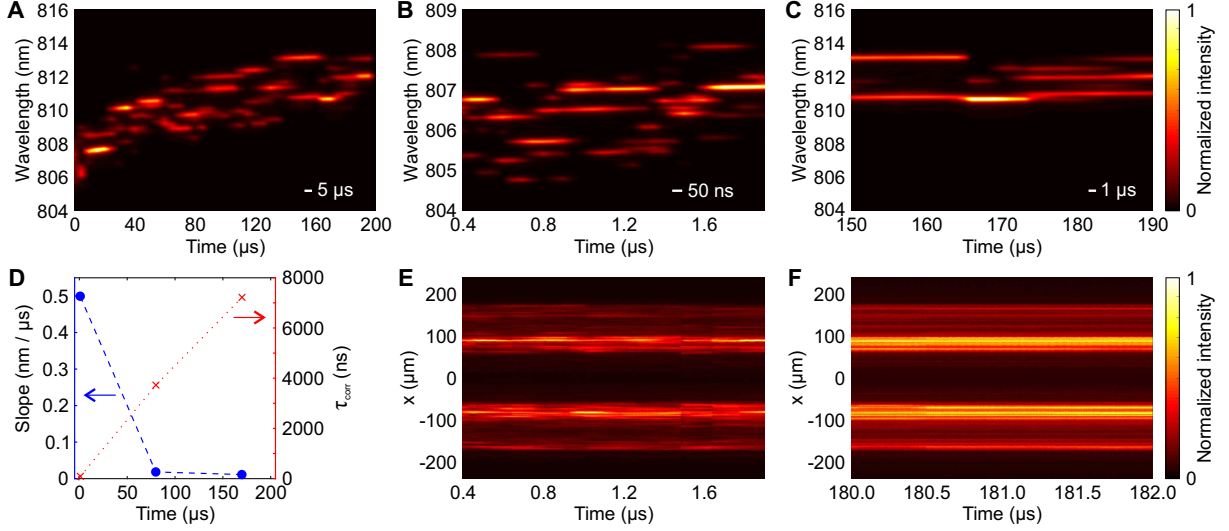 A
816
814
812
810
808
806
804
Wavelength (nm)
5 µs
0 40 80 120 160 200
Time (µs)
B
809
808
807
806
805
804
Wavelength (nm)
50 ns
0.4 0.8 1.2 1.6
Time (µs)
C
816
814
812
810
808
806
804
Wavelength (nm)
1 µs
150 160 170 180 190
Time (µs)
1
0
Normalized intensity
D
0.5
0.4
0.3
0.2
0.1
0
Slope (nm / µs)
8000
6000
4000
2000
0
τcorr (ns)
0 50 100 150 200
Time (µs)
E
200
100
0
-100
-200
x (µm)
0.4 0.8 1.2 1.6
Time (µs)
F
200
100
0
-100
-200
x (µm)
180.0 180.5 181.0 181.5 182.0
Time (µs)
1
0
Normalized intensity